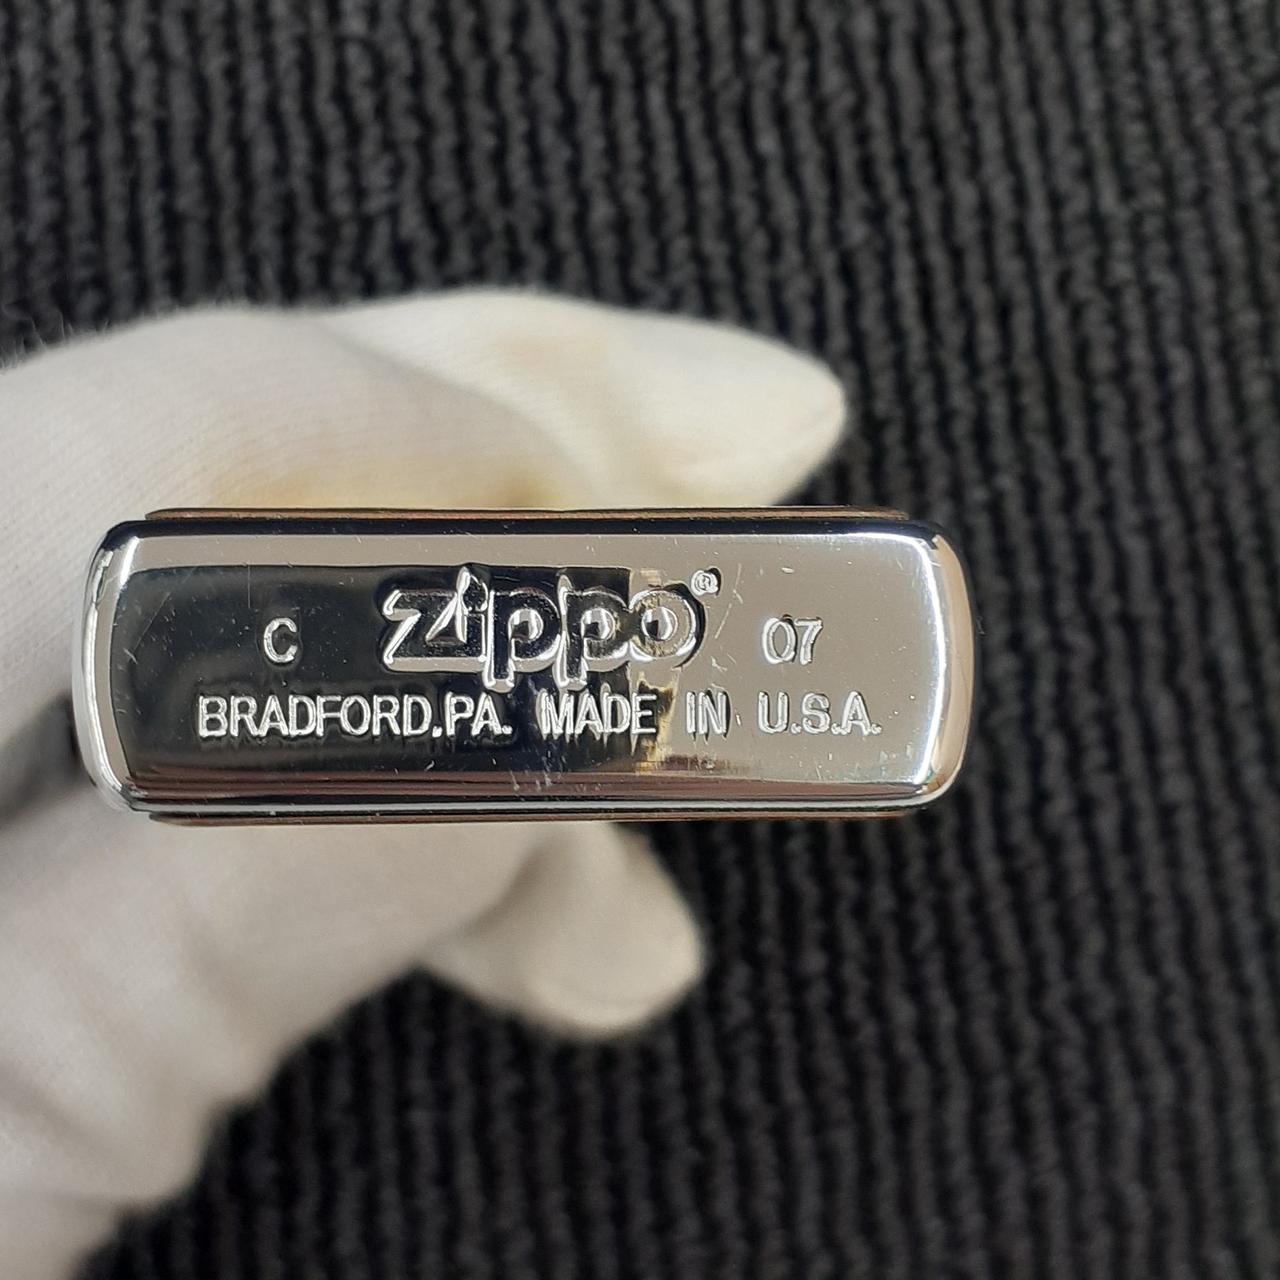 C zippo® 07
BRADFORD,PA. MADE IN U.S.A.